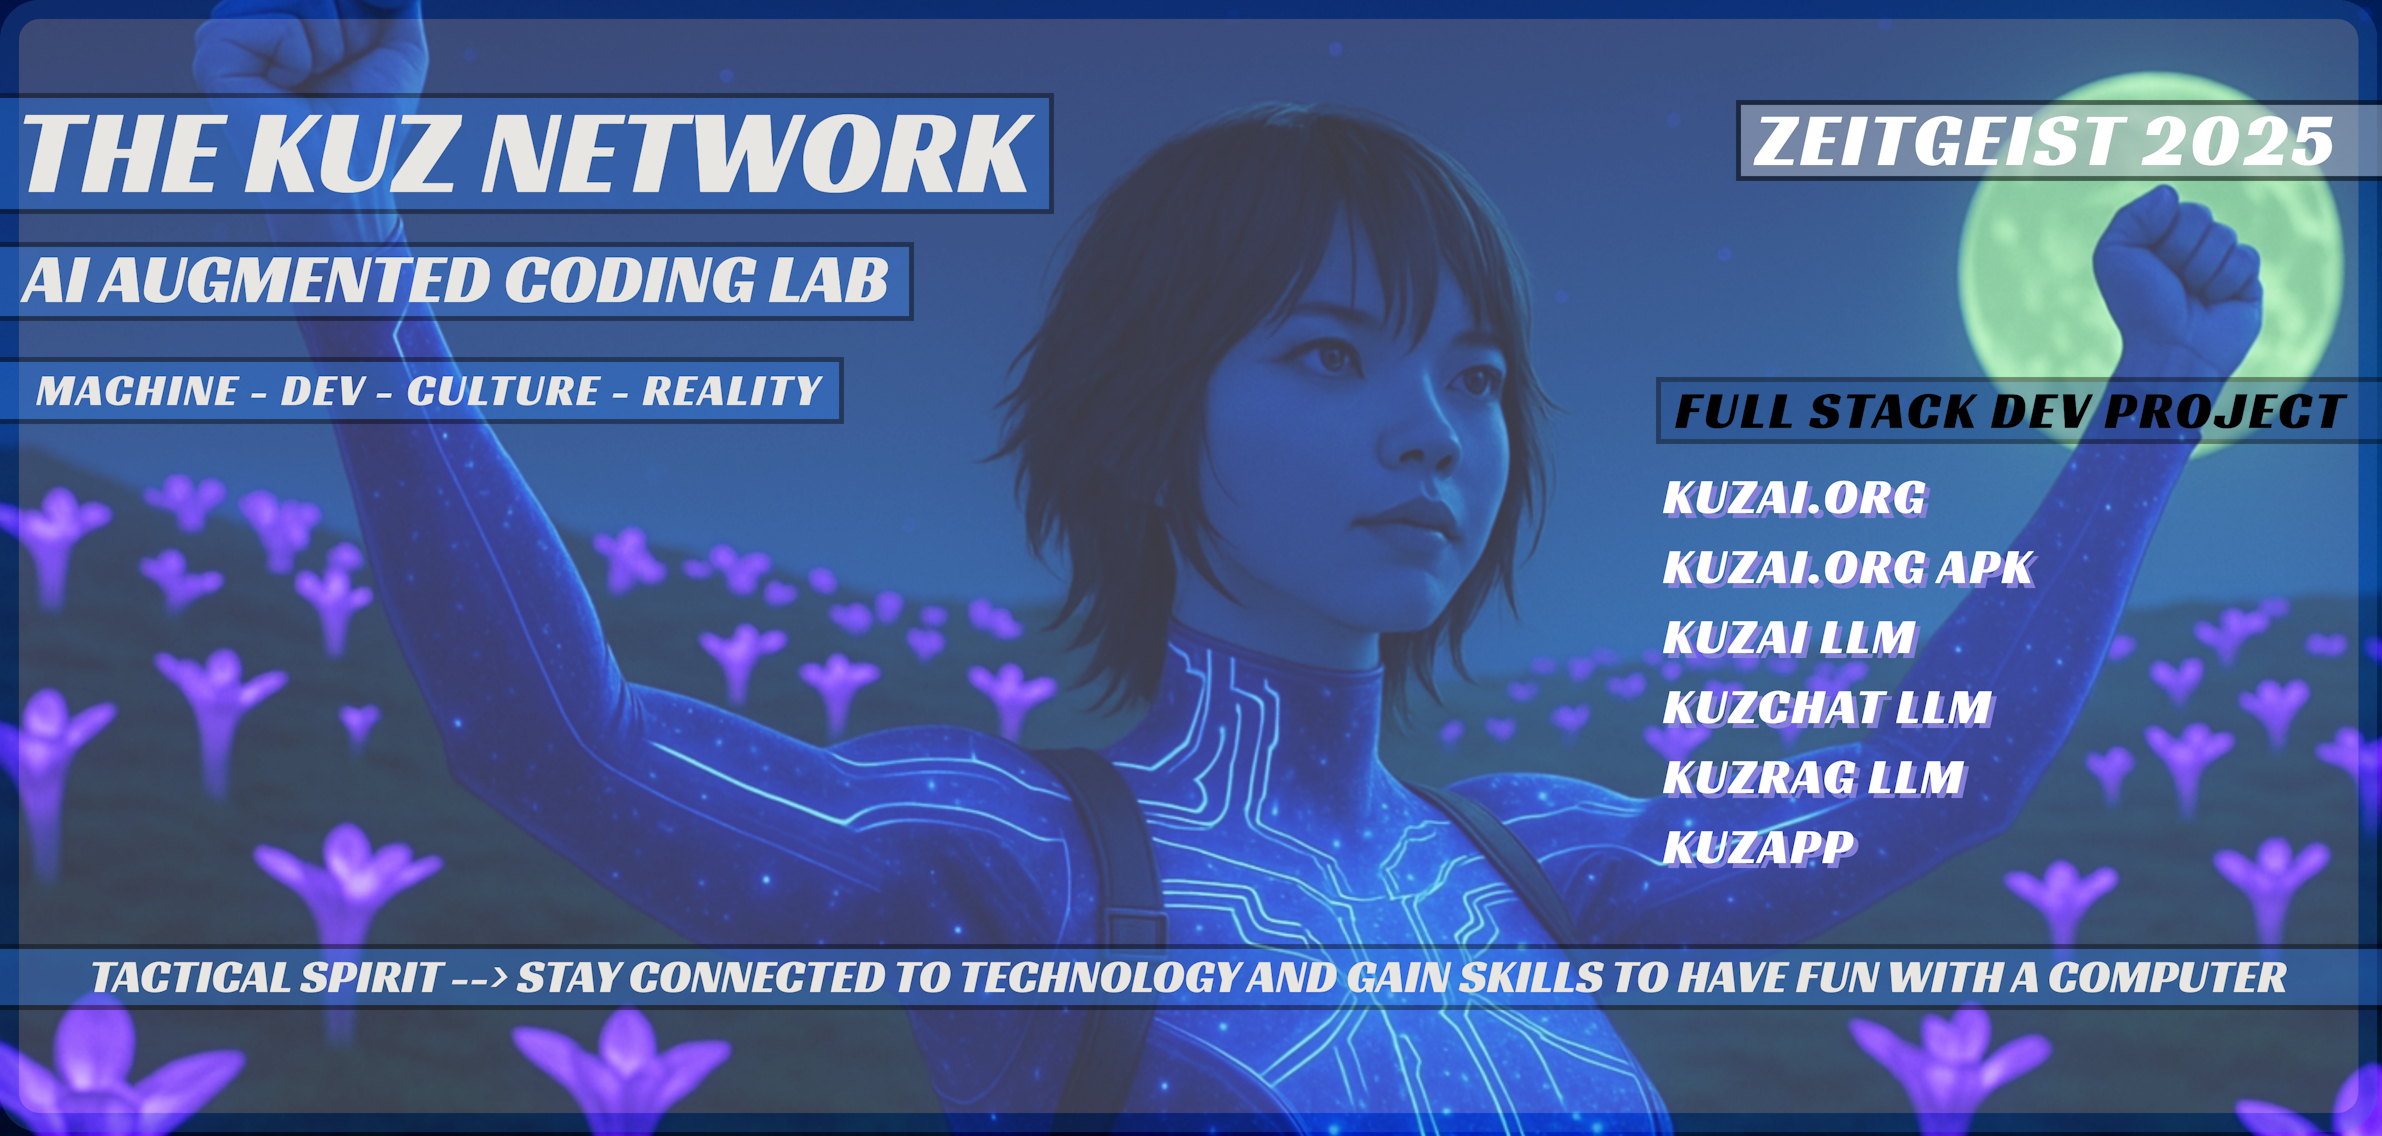 THE KUZ NETWORK
ZEITGEIST 2025
AI AUGMENTED CODING LAB
MACHINE - DEV - CULTURE - REALITY
FULL STACK DEV PROJECT
KUZAI.ORG
KUZAI.ORG APK
KUZAI LLM
KUZCHAT LLM
KUZRAG LLM
KUZAPP
TACTICAL SPIRIT --> STAY CONNECTED TO TECHNOLOGY AND GAIN SKILLS TO HAVE FUN WITH A COMPUTER